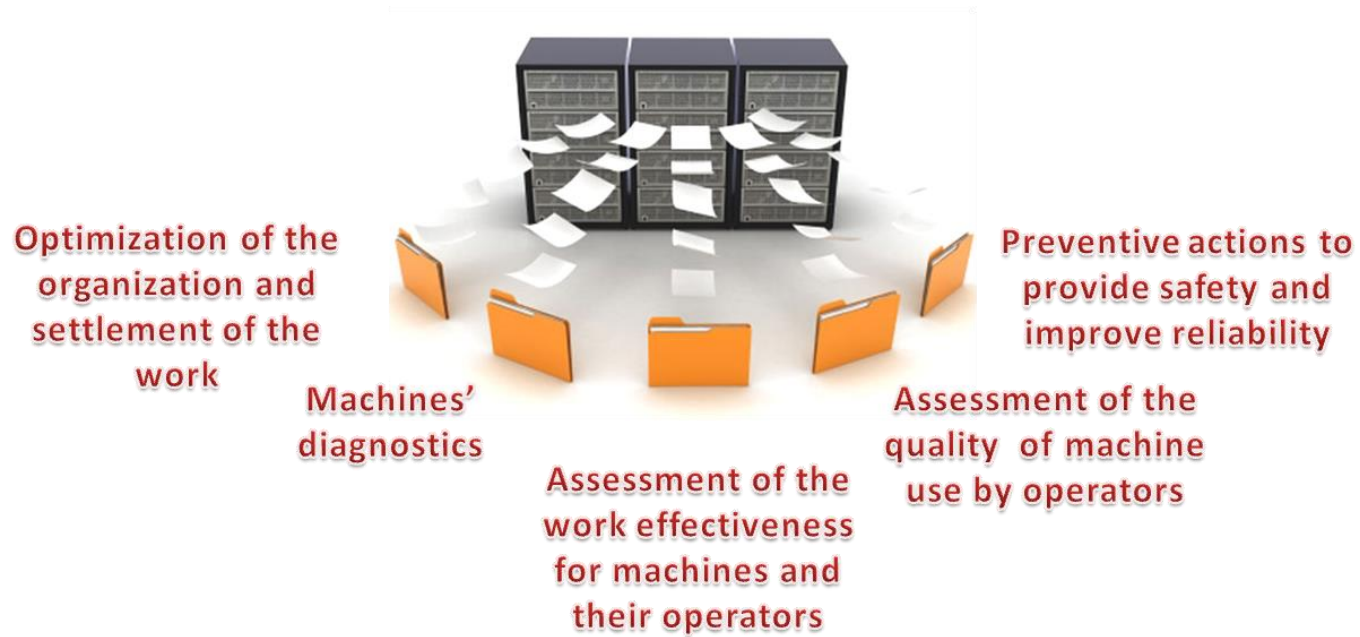 Optimization of the
organization and
settlement of the
work
Machines’
diagnostics
Assessment of the
work effectiveness
for machines and
their operators
Assessment of the
quality of machine
use by operators
Preventive actions to
provide safety and
improve reliability